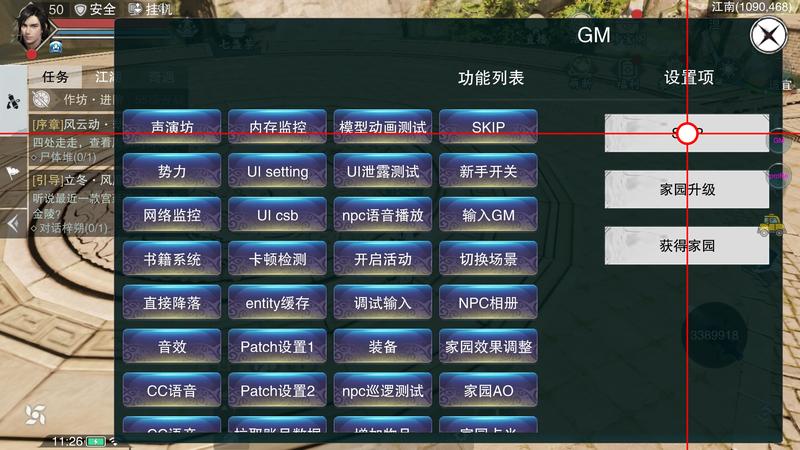 50 安全 挂机
江南(1090,468)
GM
任务
功能列表 设置项
作坊·进
[序章]风云动·
四处走走，查看
尸体堆(0/1)
[引导]立冬·风
听说最近一款宫
金陵?
对话梓朔(0/1)
声演坊 内存监控 模型动画测试 SKIP
势力 UI setting UI泄露测试 新手开关
网络监控 UI csb npc语音播放 输入GM
书籍系统 卡顿检测 开启活动 切换场景
直接降落 entity缓存 调试输入 NPC相册
音效 Patch设置1 装备 家园效果调整
CC语音 Patch设置2 npc巡逻测试 家园AO
家园升级
获得家园
GM
profile
3389918
11:26